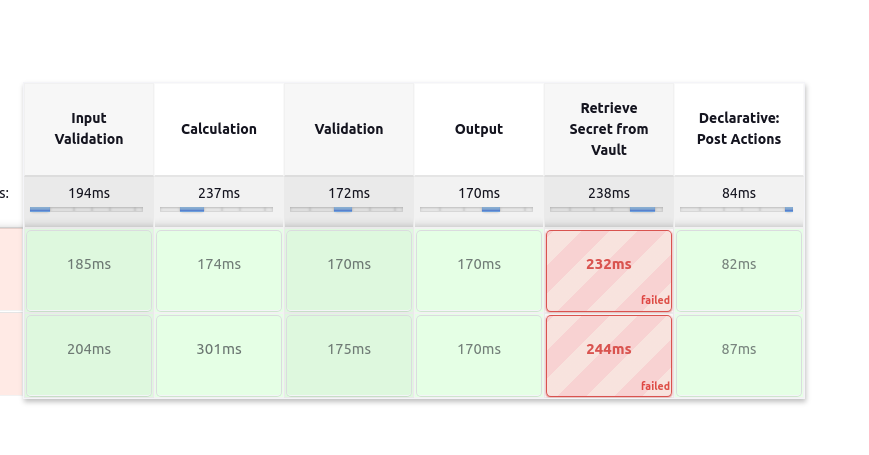 Input
Validation
Calculation
Validation
Output
Retrieve
Secret from
Vault
Declarative:
Post Actions
s:
194ms
237ms
172ms
170ms
238ms
84ms
185ms
174ms
170ms
170ms
232ms
failed
82ms
204ms
301ms
175ms
170ms
244ms
failed
87ms